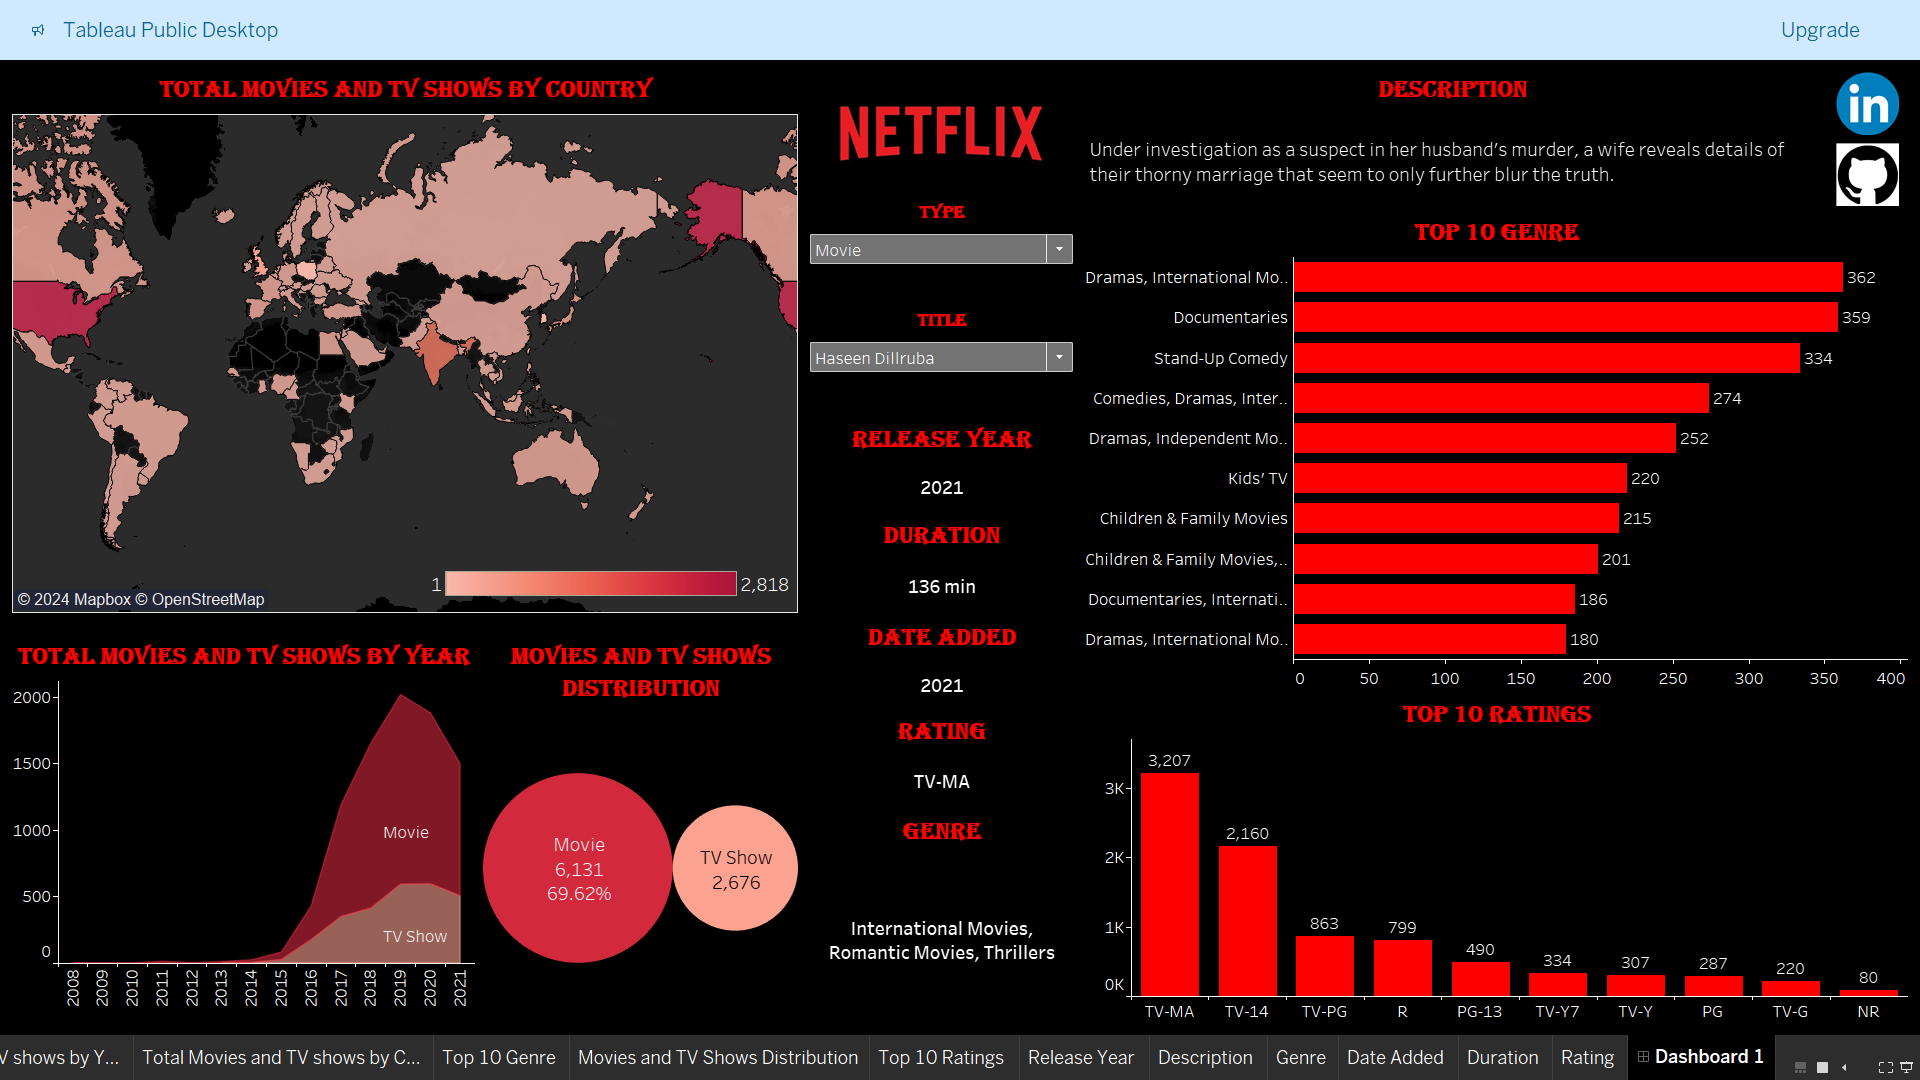 Tableau Public Desktop
Upgrade
TOTAL MOVIES AND TV SHOWS BY COUNTRY
© 2024 Mapbox © OpenStreetMap
1
2,818
TOTAL MOVIES AND TV SHOWS BY YEAR
2000
1500
1000
500
0
Movie
TV Show
2008
2009
2010
2011
2012
2013
2014
2015
2016
2017
2018
2019
2020
2021
MOVIES AND TV SHOWS
DISTRIBUTION
Movie
6,131
69.62%
TV Show
2,676
NETFLIX
TYPE
Movie
TITLE
Haseen Dillruba
RELEASE YEAR
2021
DURATION
136 min
DATE ADDED
2021
RATING
TV-MA
GENRE
International Movies,
Romantic Movies, Thrillers
DESCRIPTION
in
Under investigation as a suspect in her husband’s murder, a wife reveals details of
their thorny marriage that seem to only further blur the truth.
TOP 10 GENRE
Dramas, International Mo.. 362
Documentaries 359
Stand-Up Comedy 334
Comedies, Dramas, Inter.. 274
Dramas, Independent Mo.. 252
Kids’ TV 220
Children & Family Movies 215
Children & Family Movies,.. 201
Documentaries, Internati.. 186
Dramas, International Mo.. 180
0 50 100 150 200 250 300 350 400
TOP 10 RATINGS
3K
2K
1K
0K
3,207
2,160
863
799
490
334
307
287
220
80
TV-MA TV-14 TV-PG R PG-13 TV-Y7 TV-Y PG TV-G NR
V shows by Y... Total Movies and TV shows by C... Top 10 Genre Movies and TV Shows Distribution Top 10 Ratings Release Year Description Genre Date Added Duration Rating Dashboard 1